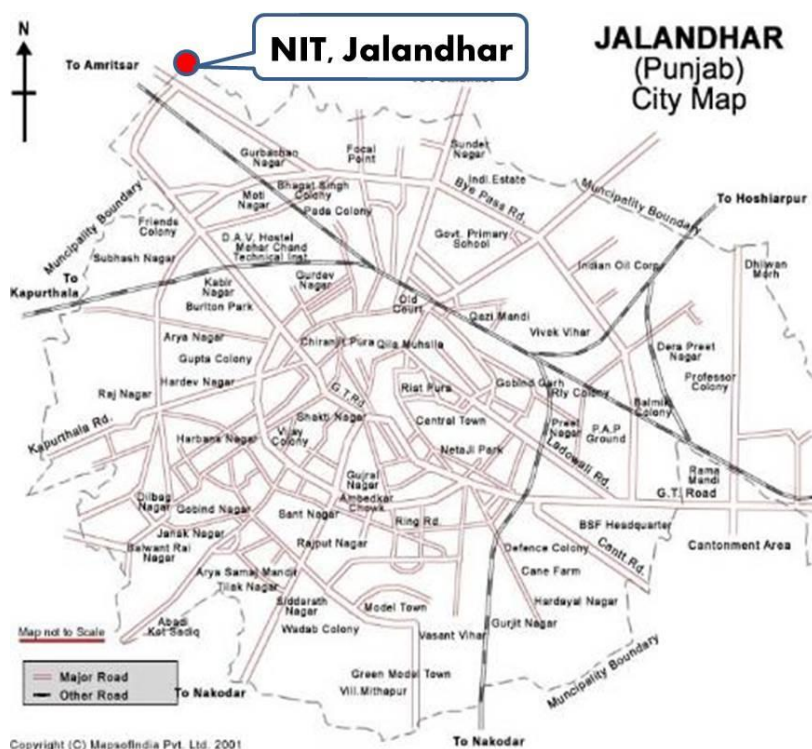 N
To Amritsar
NIT, Jalandhar
JALANDHAR
(Punjab)
City Map
Gurbachan
Nagar
Focal
Point
Sunder
Nagar
Indl.Estate
Bye Pass Rd.
Muncipality Boundary
To Hoshiarpur
Muncipality Boundary
Moti
Nagar
Bhagat Singh
Colony
Pada Colony
Friends
Colony
D.A.V. Hostel
Mehar Chand
Technical Inst.
Govt. Primary
School
Subhash Nagar
To
Kapurthala
Kabir
Nagar
Gurdev
Nagar
Indian Oil Corp.
Dhilwan
Morh
Burlton Park
Old
Court
Qazi Mandi
Vivek Vihar
Arya Nagar
Chiranjit Pura
Qila Muhalla
Dera Preet
Nagar
Gupta Colony
Professor
Colony
Hardev Nagar
G.T.Rd.
Riat Pura
Gobind Garh
Rly Colony
Raj Nagar
Balmik
Colony
Kapurthala Rd.
Shakti Nagar
Central Town
Preet
Nagar
P.A.P
Ground
Harbans Nagar
Vijay
Colony
Netaji Park
Ladowali Rd.
Gujral
Nagar
Rama
Mandi
Dilbag
Nagar
Gobind Nagar
Ambedkar
Chowk
G.T. Road
Sant Nagar
Ring Rd.
BSF Headquarter
Janak Nagar
Balwant Rai
Nagar
Rajput Nagar
Defence Colony
Cantt.Rd.
Cantonment Area
Arya Samaj Mandir
Tilak Nagar
Cane Farm
Siddarath
Nagar
Model Town
Hardayal Nagar
Abadi
Kot Sadiq
Wadab Colony
Vasant Vihar
Gurjit Nagar
Map not to Scale
Major Road
Other Road
Green Model Town
Vill.Mithapur
Muncipality Boundary
To Nakodar
To Nakodar
Copyright (C) MapsofIndia Pvt. Ltd. 2001